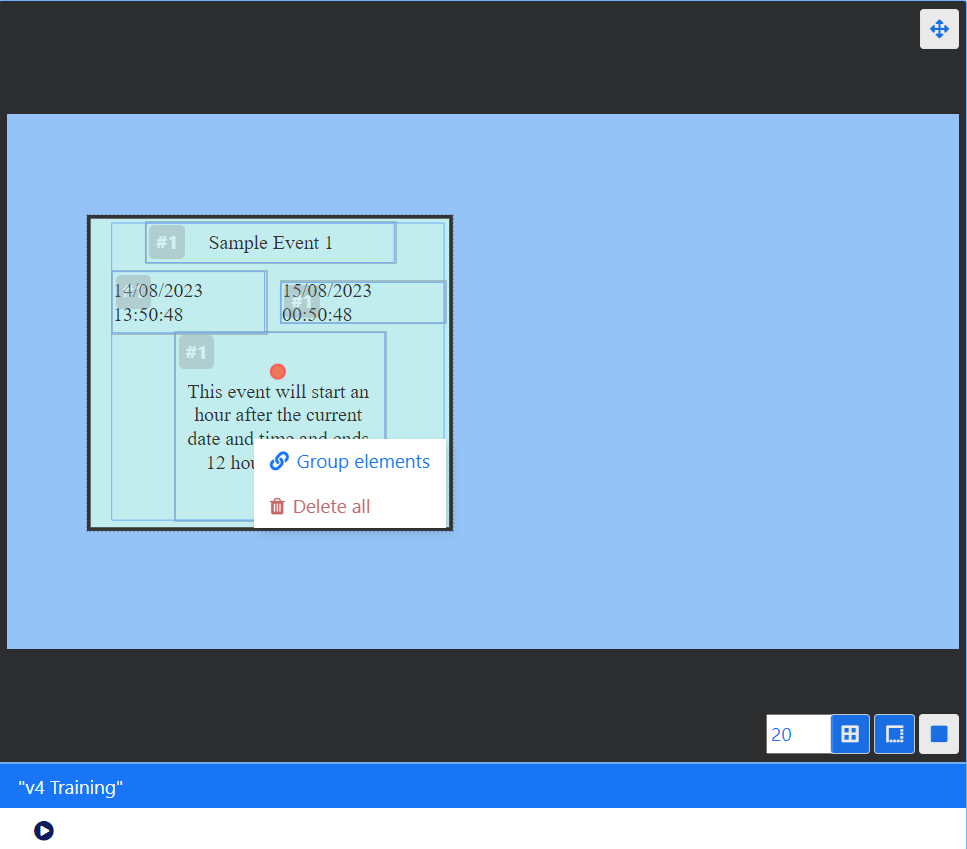 #1 Sample Event 1
14/08/2023
13:50:48
15/08/2023
#1
00:50:48
#1
This event will start an
hour after the current
date and time and ends
12 hou
Group elements
Delete all
20
"v4 Training"